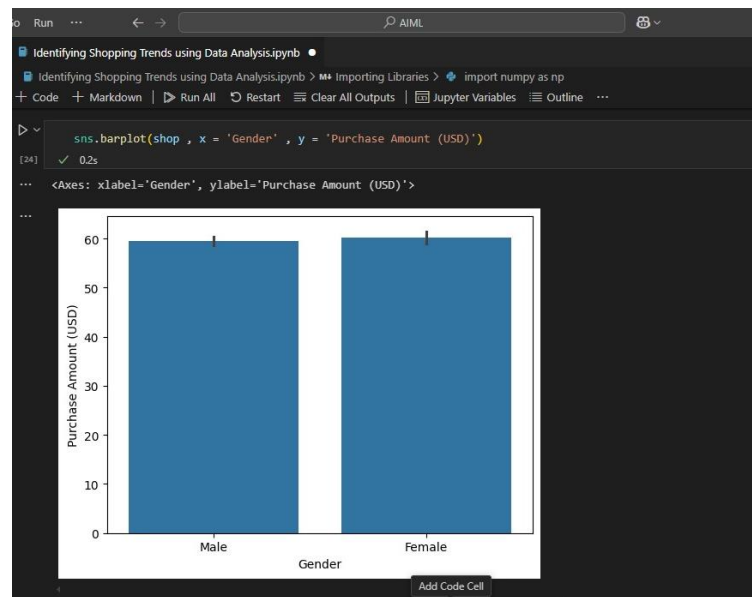 o Run ... AIML
Identifying Shopping Trends using Data Analysis.ipynb
Identifying Shopping Trends using Data Analysis.ipynb > M↓ Importing Libraries > import numpy as np
+ Code + Markdown | Run All Restart Clear All Outputs | Jupyter Variables Outline ...
sns.barplot(shop , x = 'Gender' , y = 'Purchase Amount (USD)')
[24] ✓ 0.2s
... <Axes: xlabel='Gender', ylabel='Purchase Amount (USD)'>
...
60
50
40
30
20
10
0
Purchase Amount (USD)
Male Female
Gender
Add Code Cell